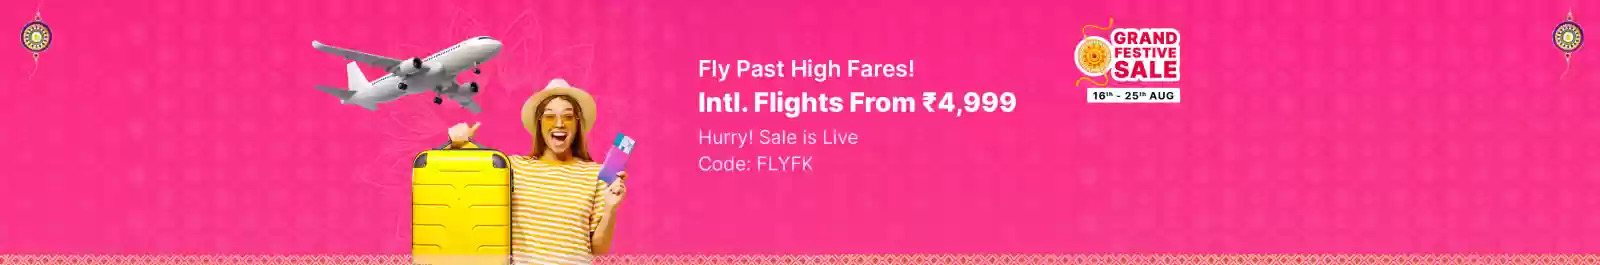 Fly Past High Fares!
Intl. Flights From ₹4,999
Hurry! Sale is Live
Code: FLYFK
GRAND
FESTIVE
SALE
16th - 25th AUG